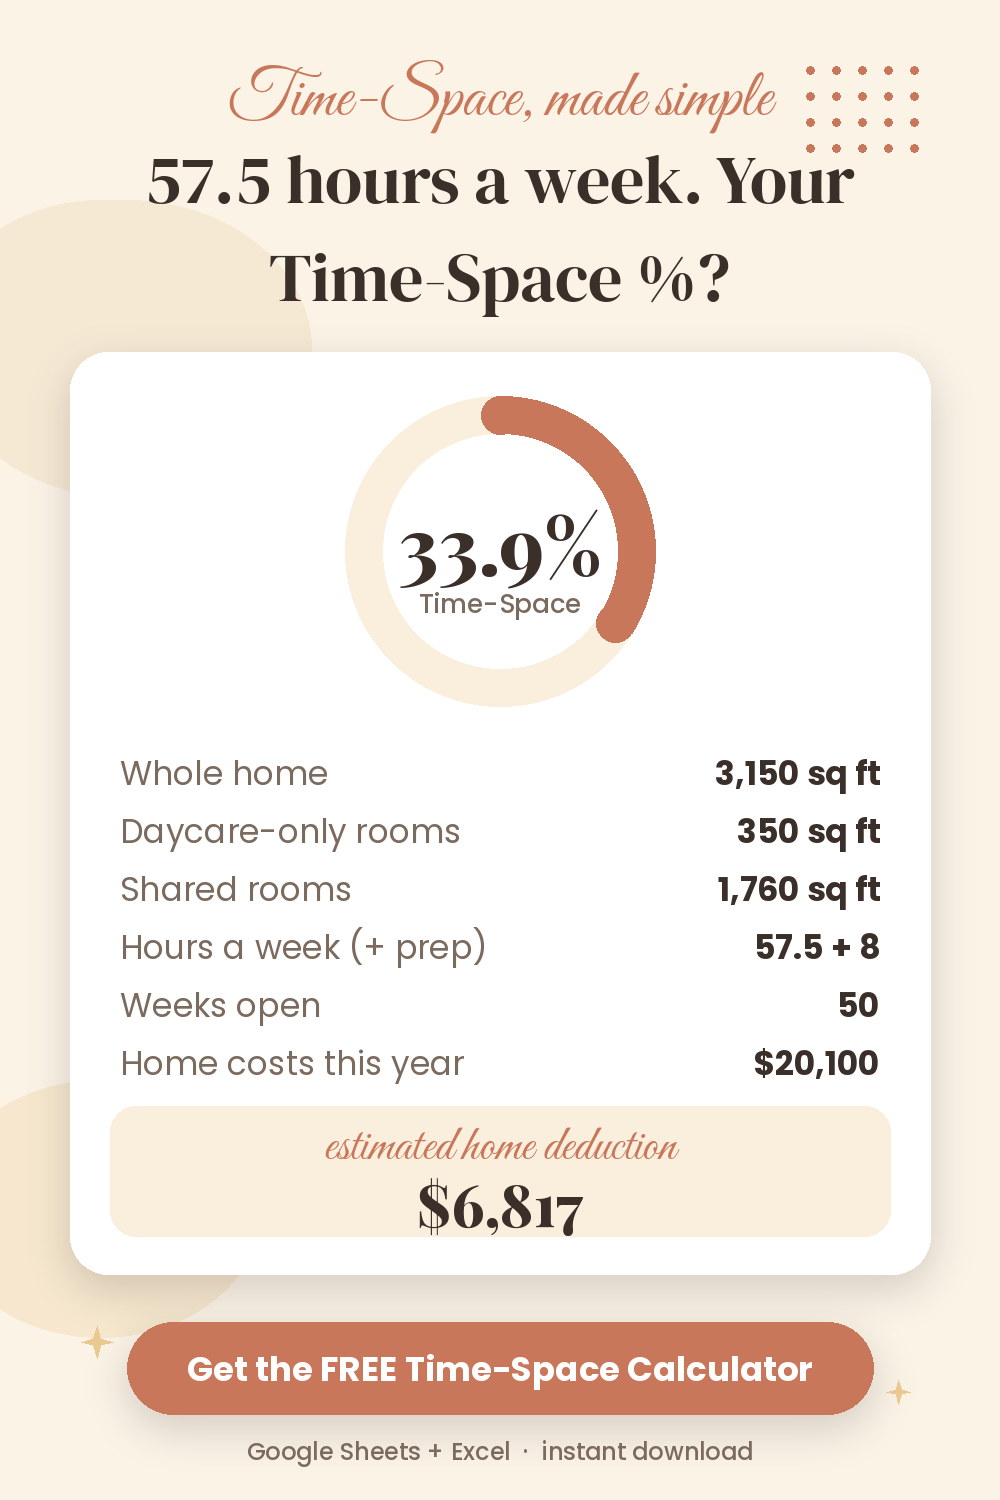 Time-Space, made simple
57.5 hours a week. Your
Time-Space %?
33.9%
Time-Space
Whole home 3,150 sq ft
Daycare-only rooms 350 sq ft
Shared rooms 1,760 sq ft
Hours a week (+ prep) 57.5 + 8
Weeks open 50
Home costs this year $20,100
estimated home deduction
$6,817
Get the FREE Time-Space Calculator
Google Sheets + Excel · instant download